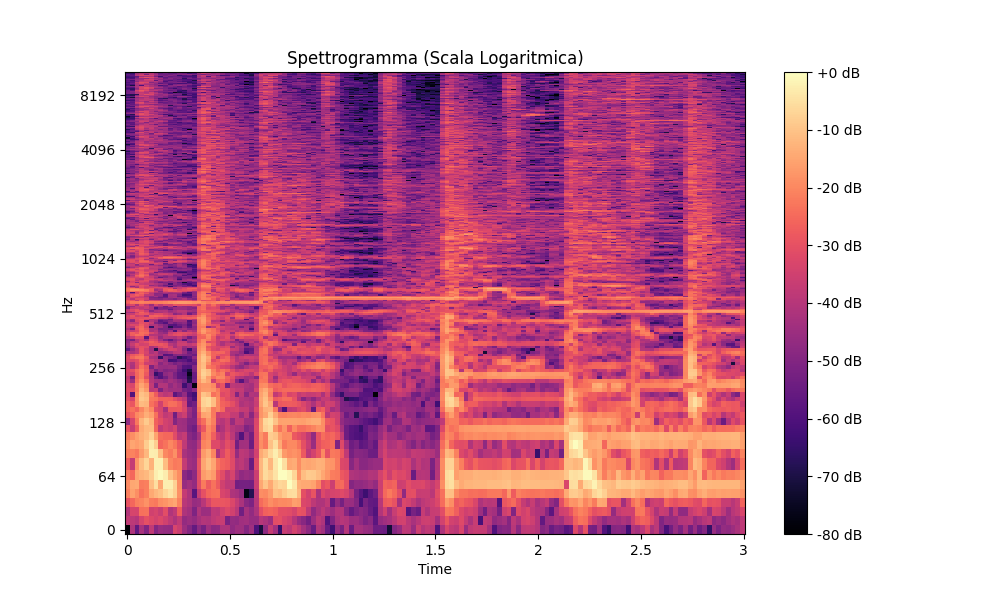 Spettrogramma (Scala Logaritmica)
Hz
8192
4096
2048
1024
512
256
128
64
0
0
0.5
1
1.5
2
2.5
3
Time
+0 dB
-10 dB
-20 dB
-30 dB
-40 dB
-50 dB
-60 dB
-70 dB
-80 dB